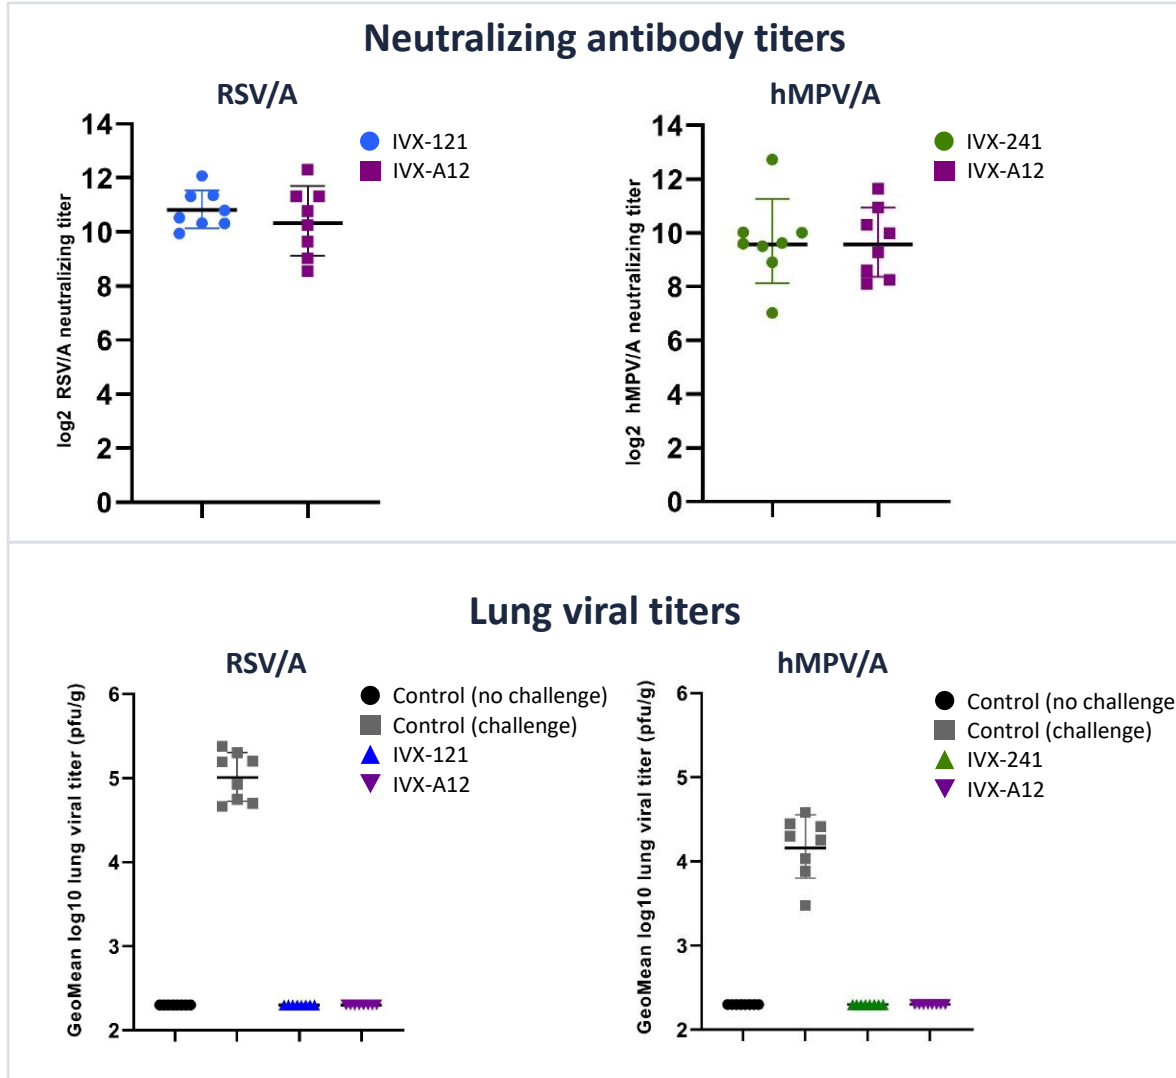 Neutralizing antibody titers
RSV/A
log2 RSV/A neutralizing titer
14
12
10
8
6
4
2
0
IVX-121
IVX-A12
hMPV/A
log2 hMPV/A neutralizing titer
14
12
10
8
6
4
2
0
IVX-241
IVX-A12
Lung viral titers
RSV/A
GeoMean log10 lung viral titer (pfu/g)
6
5
4
3
2
Control (no challenge)
Control (challenge)
IVX-121
IVX-A12
hMPV/A
GeoMean log10 lung viral titer (pfu/g)
6
5
4
3
2
Control (no challenge
Control (challenge)
IVX-241
IVX-A12